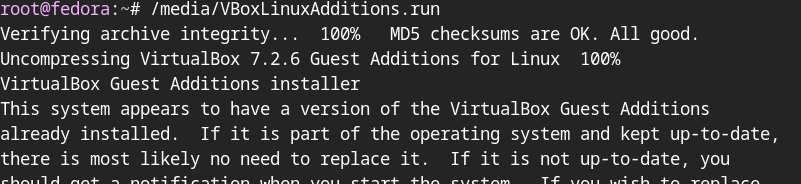 root@fedora:~# /media/VBoxLinuxAdditions.run
Verifying archive integrity...  100%   MD5 checksums are OK. All good.
Uncompressing VirtualBox 7.2.6 Guest Additions for Linux  100%
VirtualBox Guest Additions installer
This system appears to have a version of the VirtualBox Guest Additions
already installed.  If it is part of the operating system and kept up-to-date,
there is most likely no need to replace it.  If it is not up-to-date, you
should get a notification when you start the system.  If you wish to replace